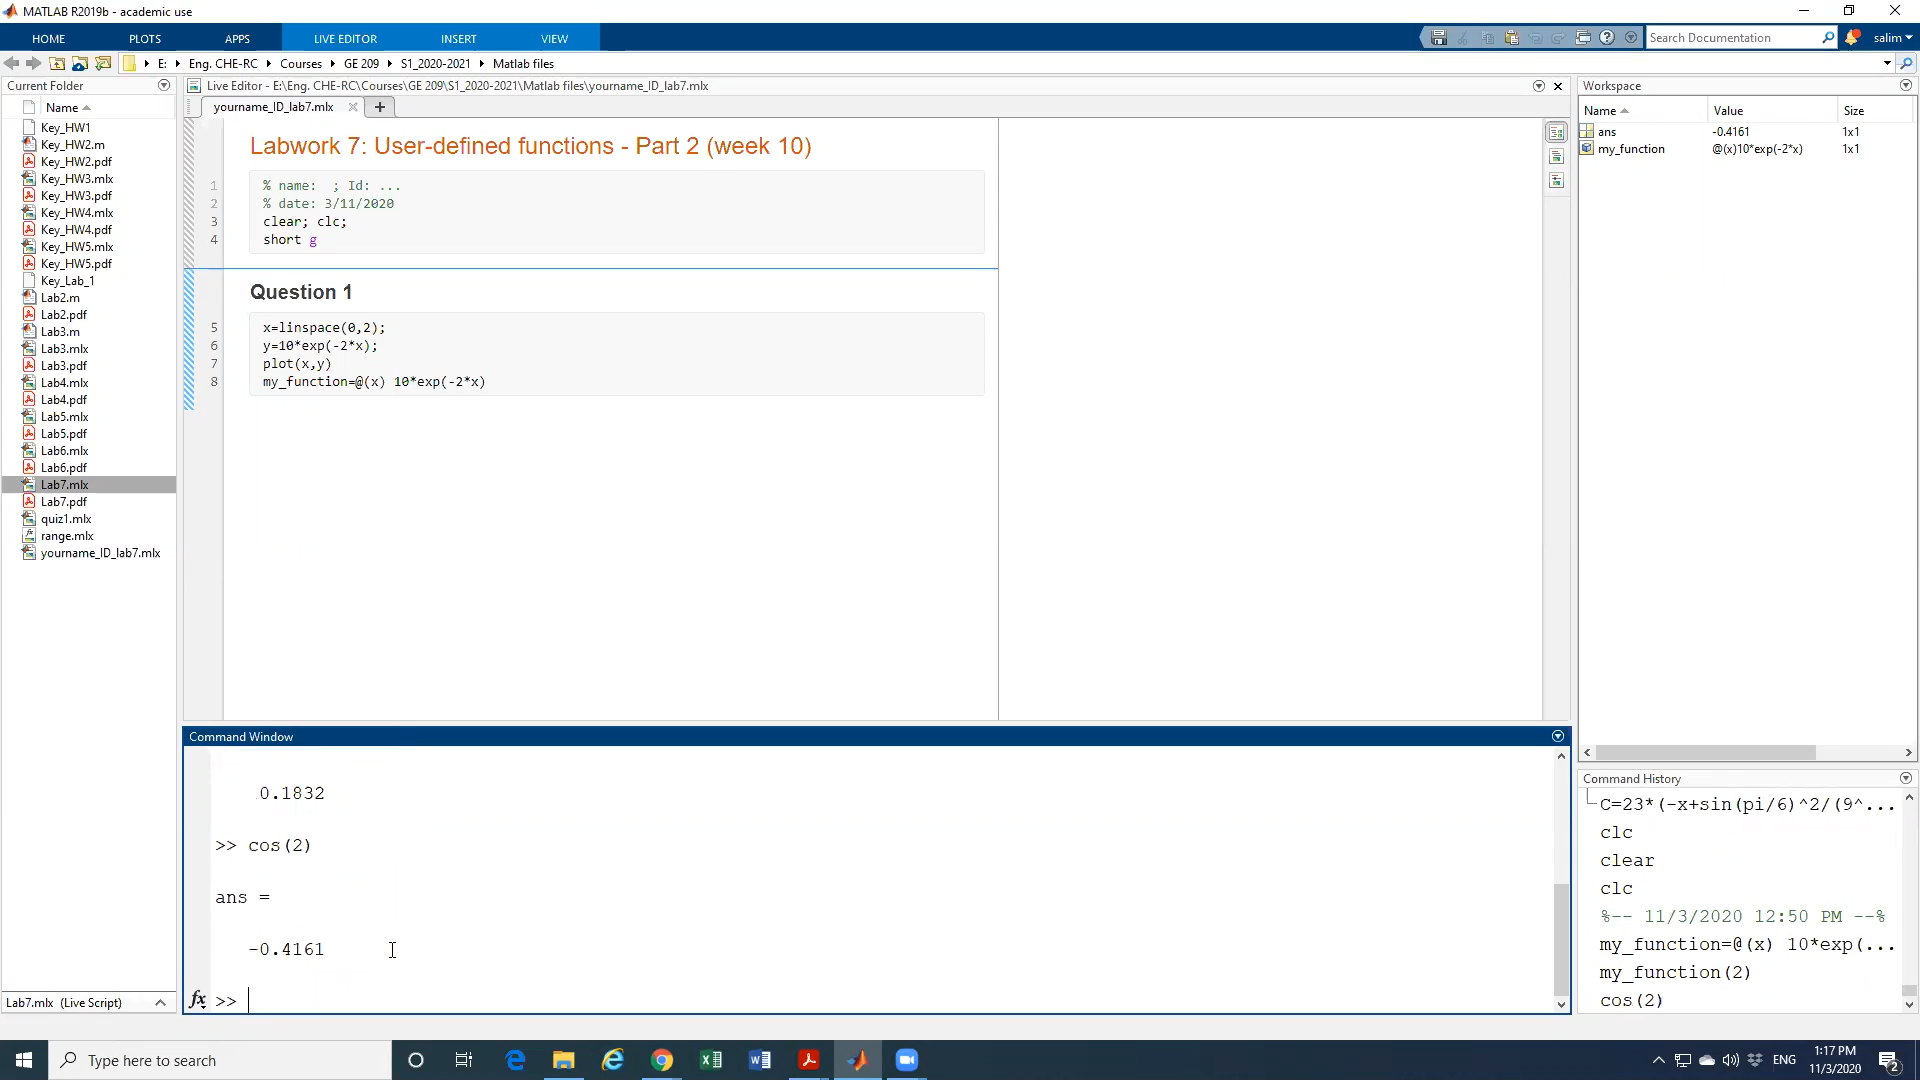 MATLAB R2019b - academic use
HOME PLOTS APPS LIVE EDITOR INSERT VIEW
Search Documentation salim
E: Eng. CHE-RC Courses GE 209 S1_2020-2021 Matlab files
Current Folder
Name
Key_HW1
Key_HW2.m
Key_HW2.pdf
Key_HW3.mlx
Key_HW3.pdf
Key_HW4.mlx
Key_HW4.pdf
Key_HW5.mlx
Key_HW5.pdf
Key_Lab_1
Lab2.m
Lab2.pdf
Lab3.m
Lab3.mlx
Lab3.pdf
Lab4.mlx
Lab4.pdf
Lab5.mlx
Lab5.pdf
Lab6.mlx
Lab6.pdf
Lab7.mlx
Lab7.pdf
quiz1.mlx
range.mlx
yourname_ID_lab7.mlx
Lab7.mlx (Live Script)
Live Editor - E:\Eng. CHE-RC\Courses\GE 209\S1_2020-2021\Matlab files\yourname_ID_lab7.mlx
yourname_ID_lab7.mlx
Labwork 7: User-defined functions - Part 2 (week 10)
1 % name:  ; Id: ...
2 % date: 3/11/2020
3 clear; clc;
4 short g
Question 1
5 x=linspace(0,2);
6 y=10*exp(-2*x);
7 plot(x,y)
8 my_function=@(x) 10*exp(-2*x)
Command Window
0.1832
>> cos(2)
ans =
-0.4161
fx >>
Workspace
Name Value Size
ans -0.4161 1x1
my_function @(x)10*exp(-2*x) 1x1
Command History
C=23*(-x+sin(pi/6)^2/(9^...
clc
clear
clc
%-- 11/3/2020 12:50 PM --%
my_function=@(x) 10*exp(...
my_function(2)
cos(2)
Type here to search
ENG
1:17 PM
11/3/2020
2